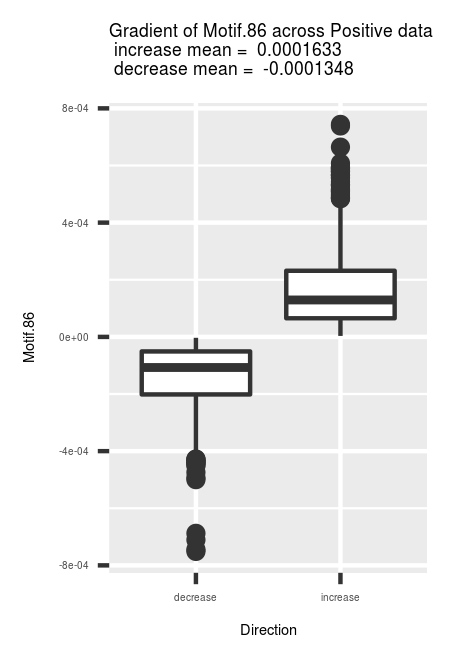 Gradient of Motif.86 across Positive data
increase mean =  0.0001633
decrease mean =  -0.0001348
8e-04
4e-04
0e+00
-4e-04
-8e-04
Motif.86
decrease
increase
Direction